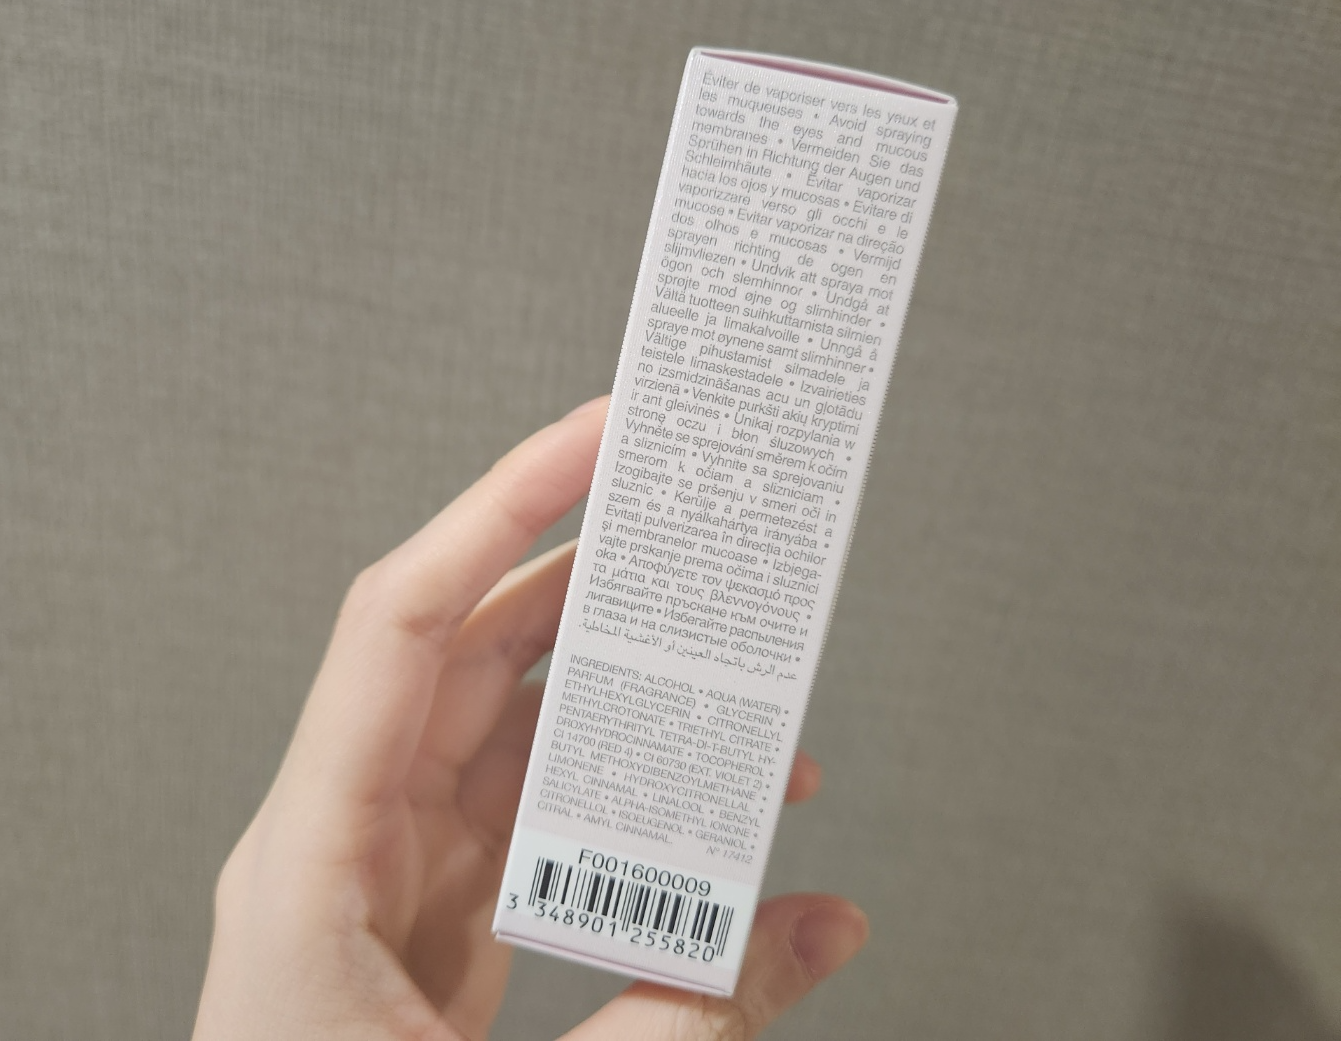 Éviter de vaporiser vers les yeux et
les muqueuses • Avoid spraying
towards the eyes and mucous
membranes • Vermeiden Sie das
Sprühen in Richtung der Augen und
Schleimhäute • Evitar vaporizar
hacia los ojos y mucosas • Evitare di
vaporizzare verso gli occhi e le
mucose • Evitar vaporizar na direção
dos olhos e mucosas • Vermijd
sprayen richting de ogen en
slijmvliezen • Undvik att spraya mot
ögon och slemhinnor • Undgå at
sprøjte mod øjne og slimhinder •
Vältä tuotteen suihkuttamista silmien
alueelle ja limakalvoille • Unngå å
spraye mot øynene samt slimhinner •
Vältige pihustamist silmadele ja
teistele limaskestadele • Izvairieties
no izsmidzināšanas acu un gļotādu
virzienā • Venkite purkšti akių kryptimi
ir ant gleivinės • Unikaj rozpylania w
stronę oczu i błon śluzowych •
Vyhněte se sprejování směrem k očím
a sliznicím • Vyhnite sa sprejovaniu
smerom k očiam a slizniciam •
Izogibajte se pršenju v smeri oči in
sluznic • Kerülje a permetezést a
szem és a nyálkahártya irányába •
Evitați pulverizarea în direcția ochilor
și membranelor mucoase • Izbjega-
vajte prskanje prema očima i sluznici
oka • Αποφύγετε τον ψεκασμό προς
τα μάτια και τους βλεννογόνους •
Избягвайте пръскане към очите и
лигавиците • Избегайте распыления
в глаза и на слизистые оболочки •
عدم الرش باتجاه العينين أو الأغشية المخاطية.
INGREDIENTS: ALCOHOL • AQUA (WATER) •
PARFUM (FRAGRANCE) • GLYCERIN •
ETHYLHEXYLGLYCERIN • CITRONELLYL
METHYLCROTONATE • TRIETHYL CITRATE •
PENTAERYTHRITYL TETRA-DI-T-BUTYL HY-
DROXYHYDROCINNAMATE • TOCOPHEROL •
CI 14700 (RED 4) • CI 60730 (EXT. VIOLET 2) •
BUTYL METHOXYDIBENZOYLMETHANE •
LIMONENE • HYDROXYCITRONELLAL •
HEXYL CINNAMAL • LINALOOL • BENZYL
SALICYLATE • ALPHA-ISOMETHYL IONONE •
CITRONELLOL • ISOEUGENOL • GERANIOL •
CITRAL • AMYL CINNAMAL.
N° 17412
F001600009
3 348901 255820